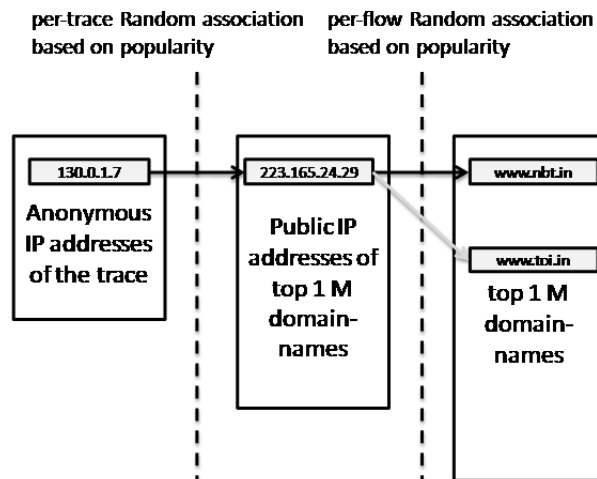 per-trace Random association
based on popularity
per-flow Random association
based on popularity
130.0.1.7
Anonymous
IP addresses
of the trace
223.165.24.29
Public IP
addresses of
top 1 M
domain-
names
www.nbt.in
www.toi.in
top 1 M
domain-
names